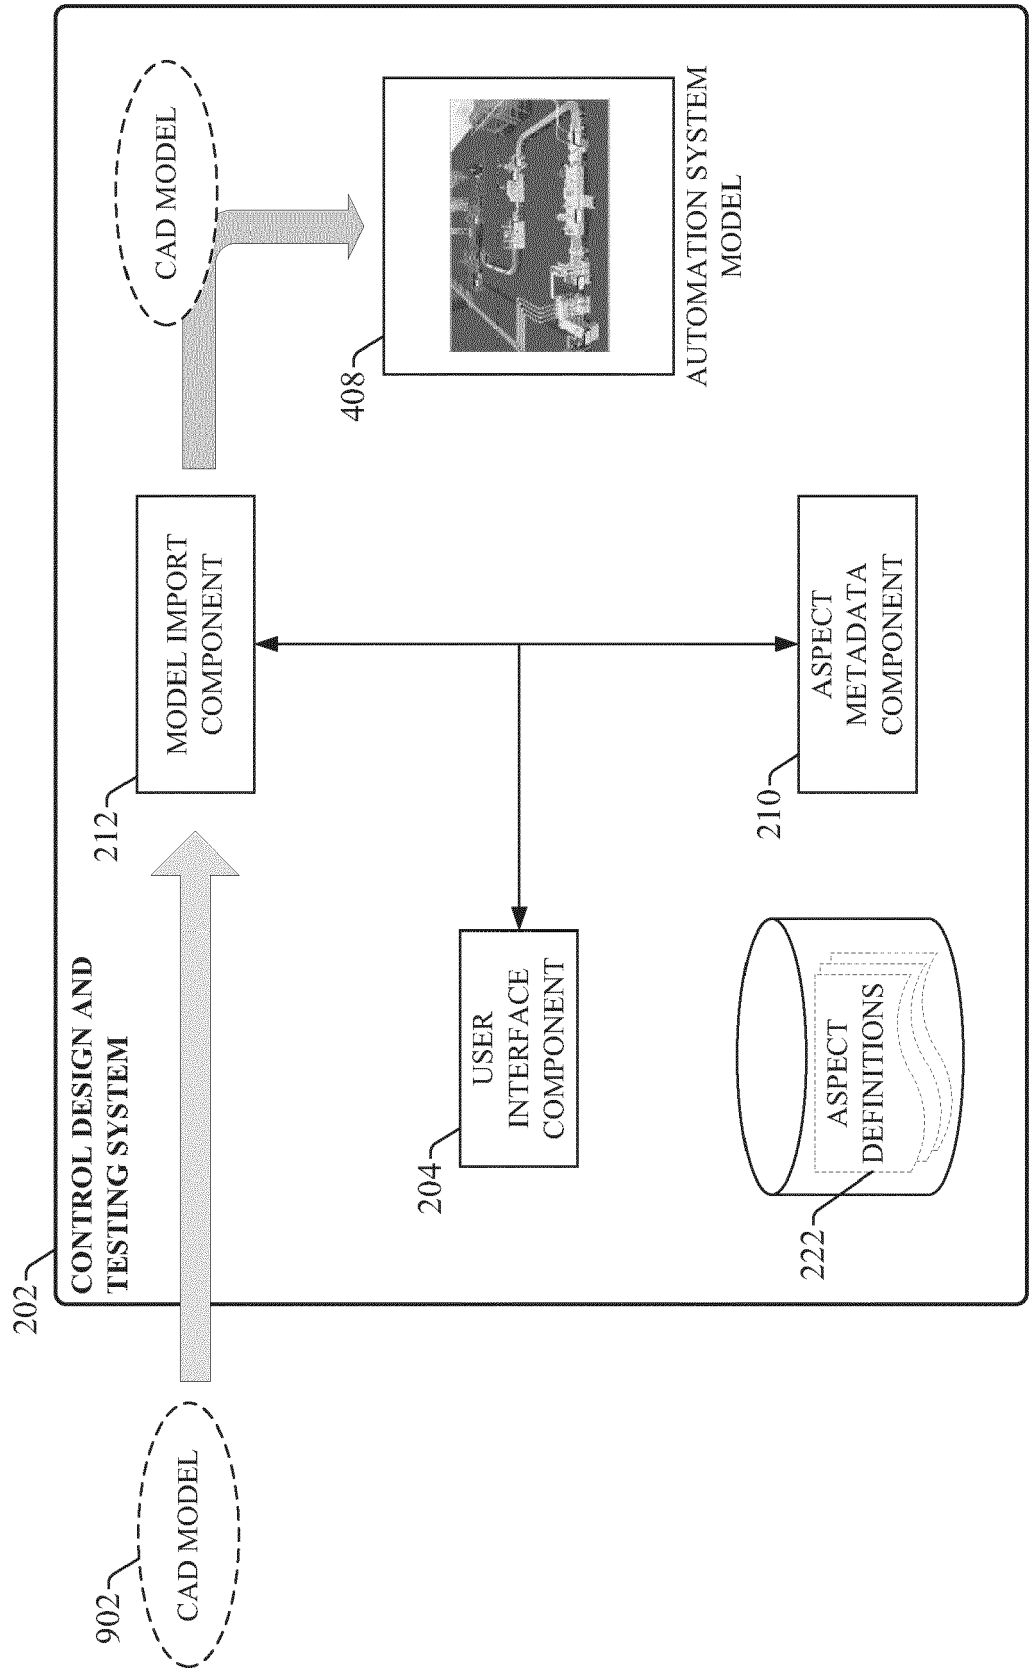 202
CONTROL DESIGN AND
TESTING SYSTEM
902
CAD MODEL
212
MODEL IMPORT
COMPONENT
CAD MODEL
204
USER
INTERFACE
COMPONENT
408
AUTOMATION SYSTEM
MODEL
222
ASPECT
DEFINITIONS
210
ASPECT
METADATA
COMPONENT